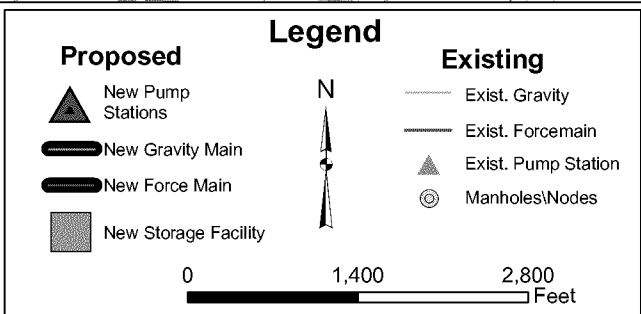 Legend
Proposed
New Pump
Stations
New Gravity Main
New Force Main
New Storage Facility
N
Existing
Exist. Gravity
Exist. Forcemain
Exist. Pump Station
Manholes\Nodes
0 1,400 2,800
Feet